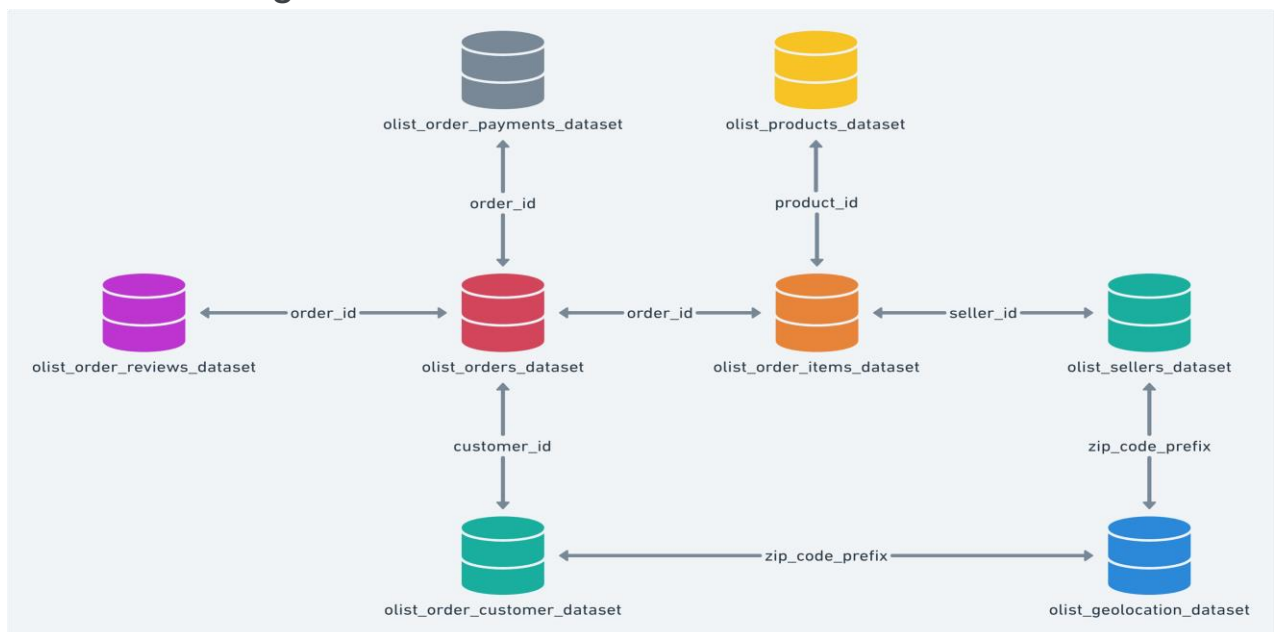 olist_order_payments_dataset
olist_products_dataset
order_id
product_id
order_id
order_id
seller_id
olist_order_reviews_dataset
olist_orders_dataset
olist_order_items_dataset
olist_sellers_dataset
customer_id
zip_code_prefix
zip_code_prefix
olist_order_customer_dataset
olist_geolocation_dataset